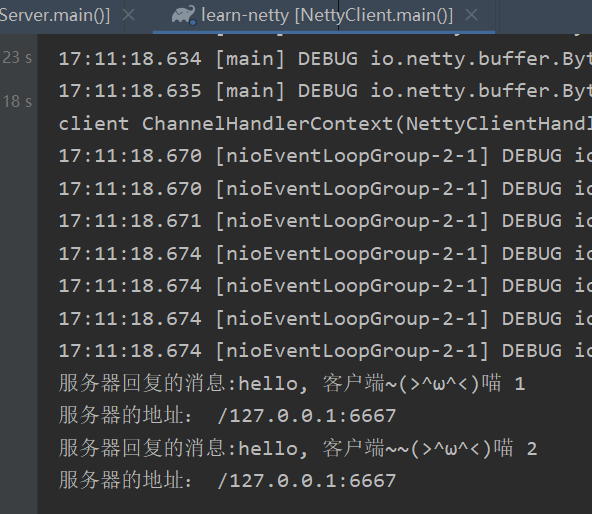 Server.main()]
learn-netty [NettyClient.main()]
23 s
18 s
17:11:18.634 [main] DEBUG io.netty.buffer.Byt
17:11:18.635 [main] DEBUG io.netty.buffer.Byt
client ChannelHandlerContext(NettyClientHandl
17:11:18.670 [nioEventLoopGroup-2-1] DEBUG io
17:11:18.670 [nioEventLoopGroup-2-1] DEBUG io
17:11:18.671 [nioEventLoopGroup-2-1] DEBUG io
17:11:18.674 [nioEventLoopGroup-2-1] DEBUG io
17:11:18.674 [nioEventLoopGroup-2-1] DEBUG io
17:11:18.674 [nioEventLoopGroup-2-1] DEBUG io
17:11:18.674 [nioEventLoopGroup-2-1] DEBUG io
服务器回复的消息:hello, 客户端~(>^ω^<)喵 1
服务器的地址： /127.0.0.1:6667
服务器回复的消息:hello, 客户端~~(>^ω^<)喵 2
服务器的地址： /127.0.0.1:6667